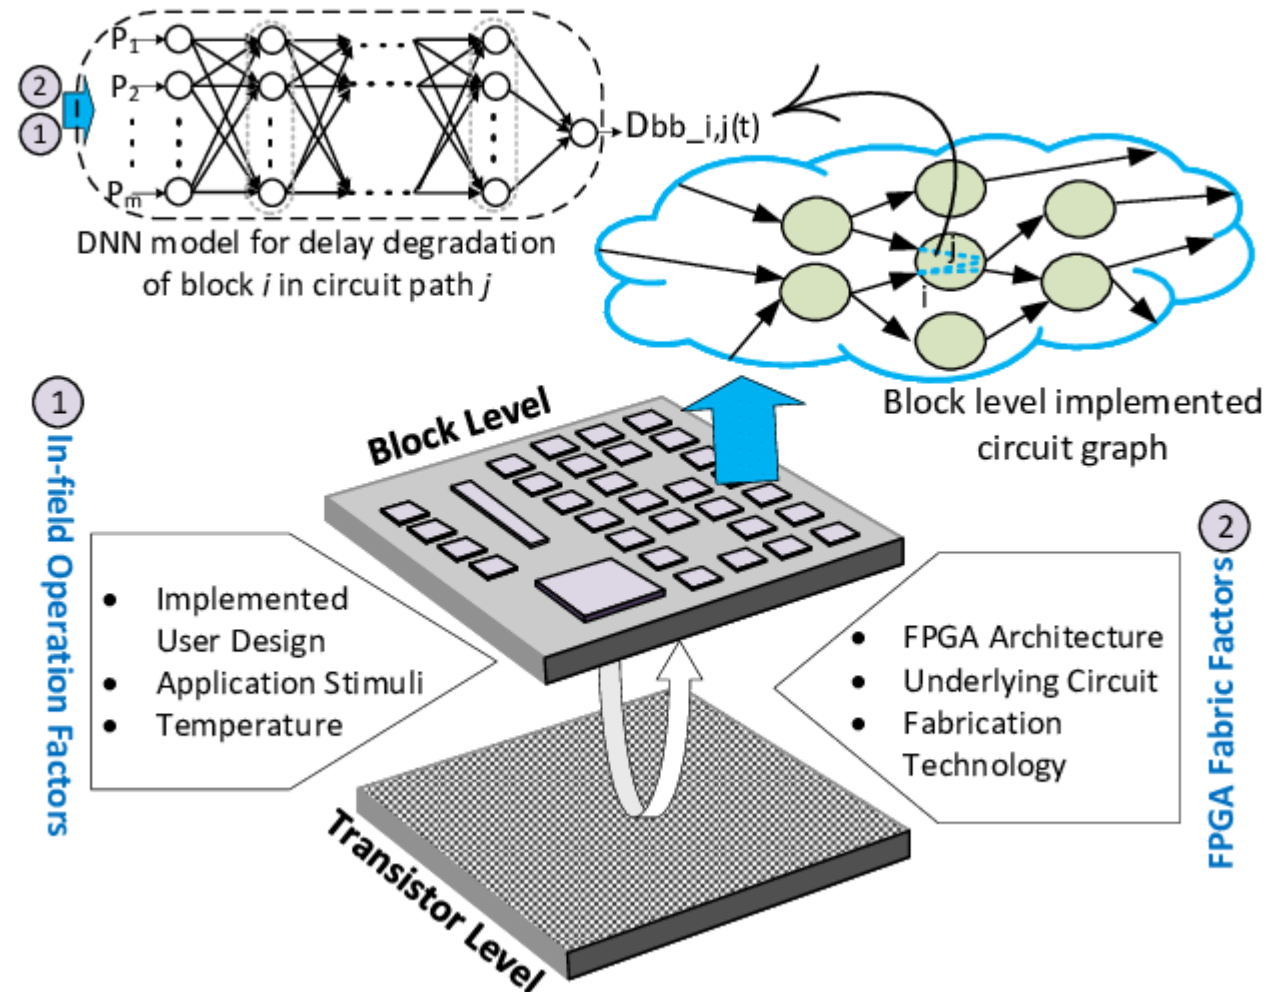 P1
P2
Pm
2
1
Dbb_i,j(t)
DNN model for delay degradation
of block i in circuit path j
j
i
Block level implemented
circuit graph
1
In-field Operation Factors
Block Level
2
FPGA Fabric Factors
• Implemented
User Design
• Application Stimuli
• Temperature
• FPGA Architecture
• Underlying Circuit
• Fabrication
Technology
Transistor Level